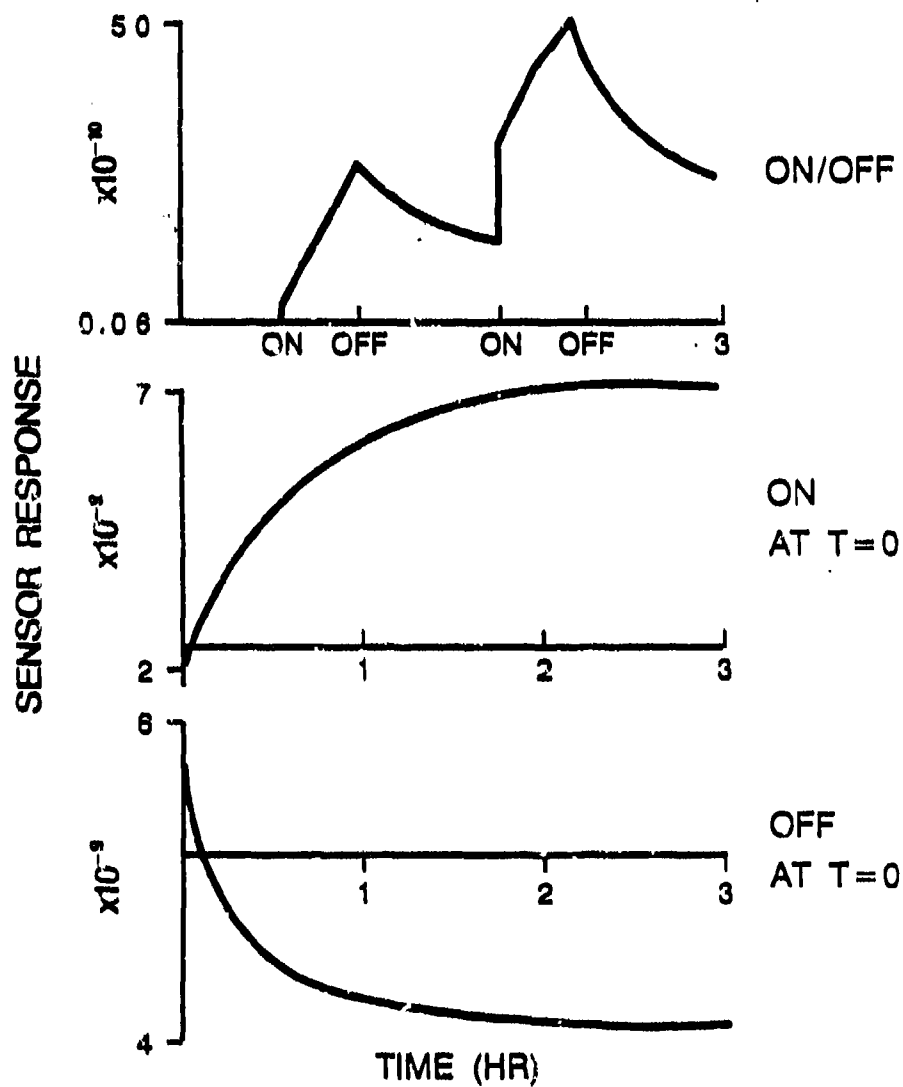 50
x10⁻¹⁰
ON/OFF
0.06
ON OFF ON OFF 3
SENSOR RESPONSE
7
x10⁻²
ON
AT T=0
2
1 2 3
6
x10⁻⁹
OFF
AT T=0
1 2 3
4
TIME (HR)